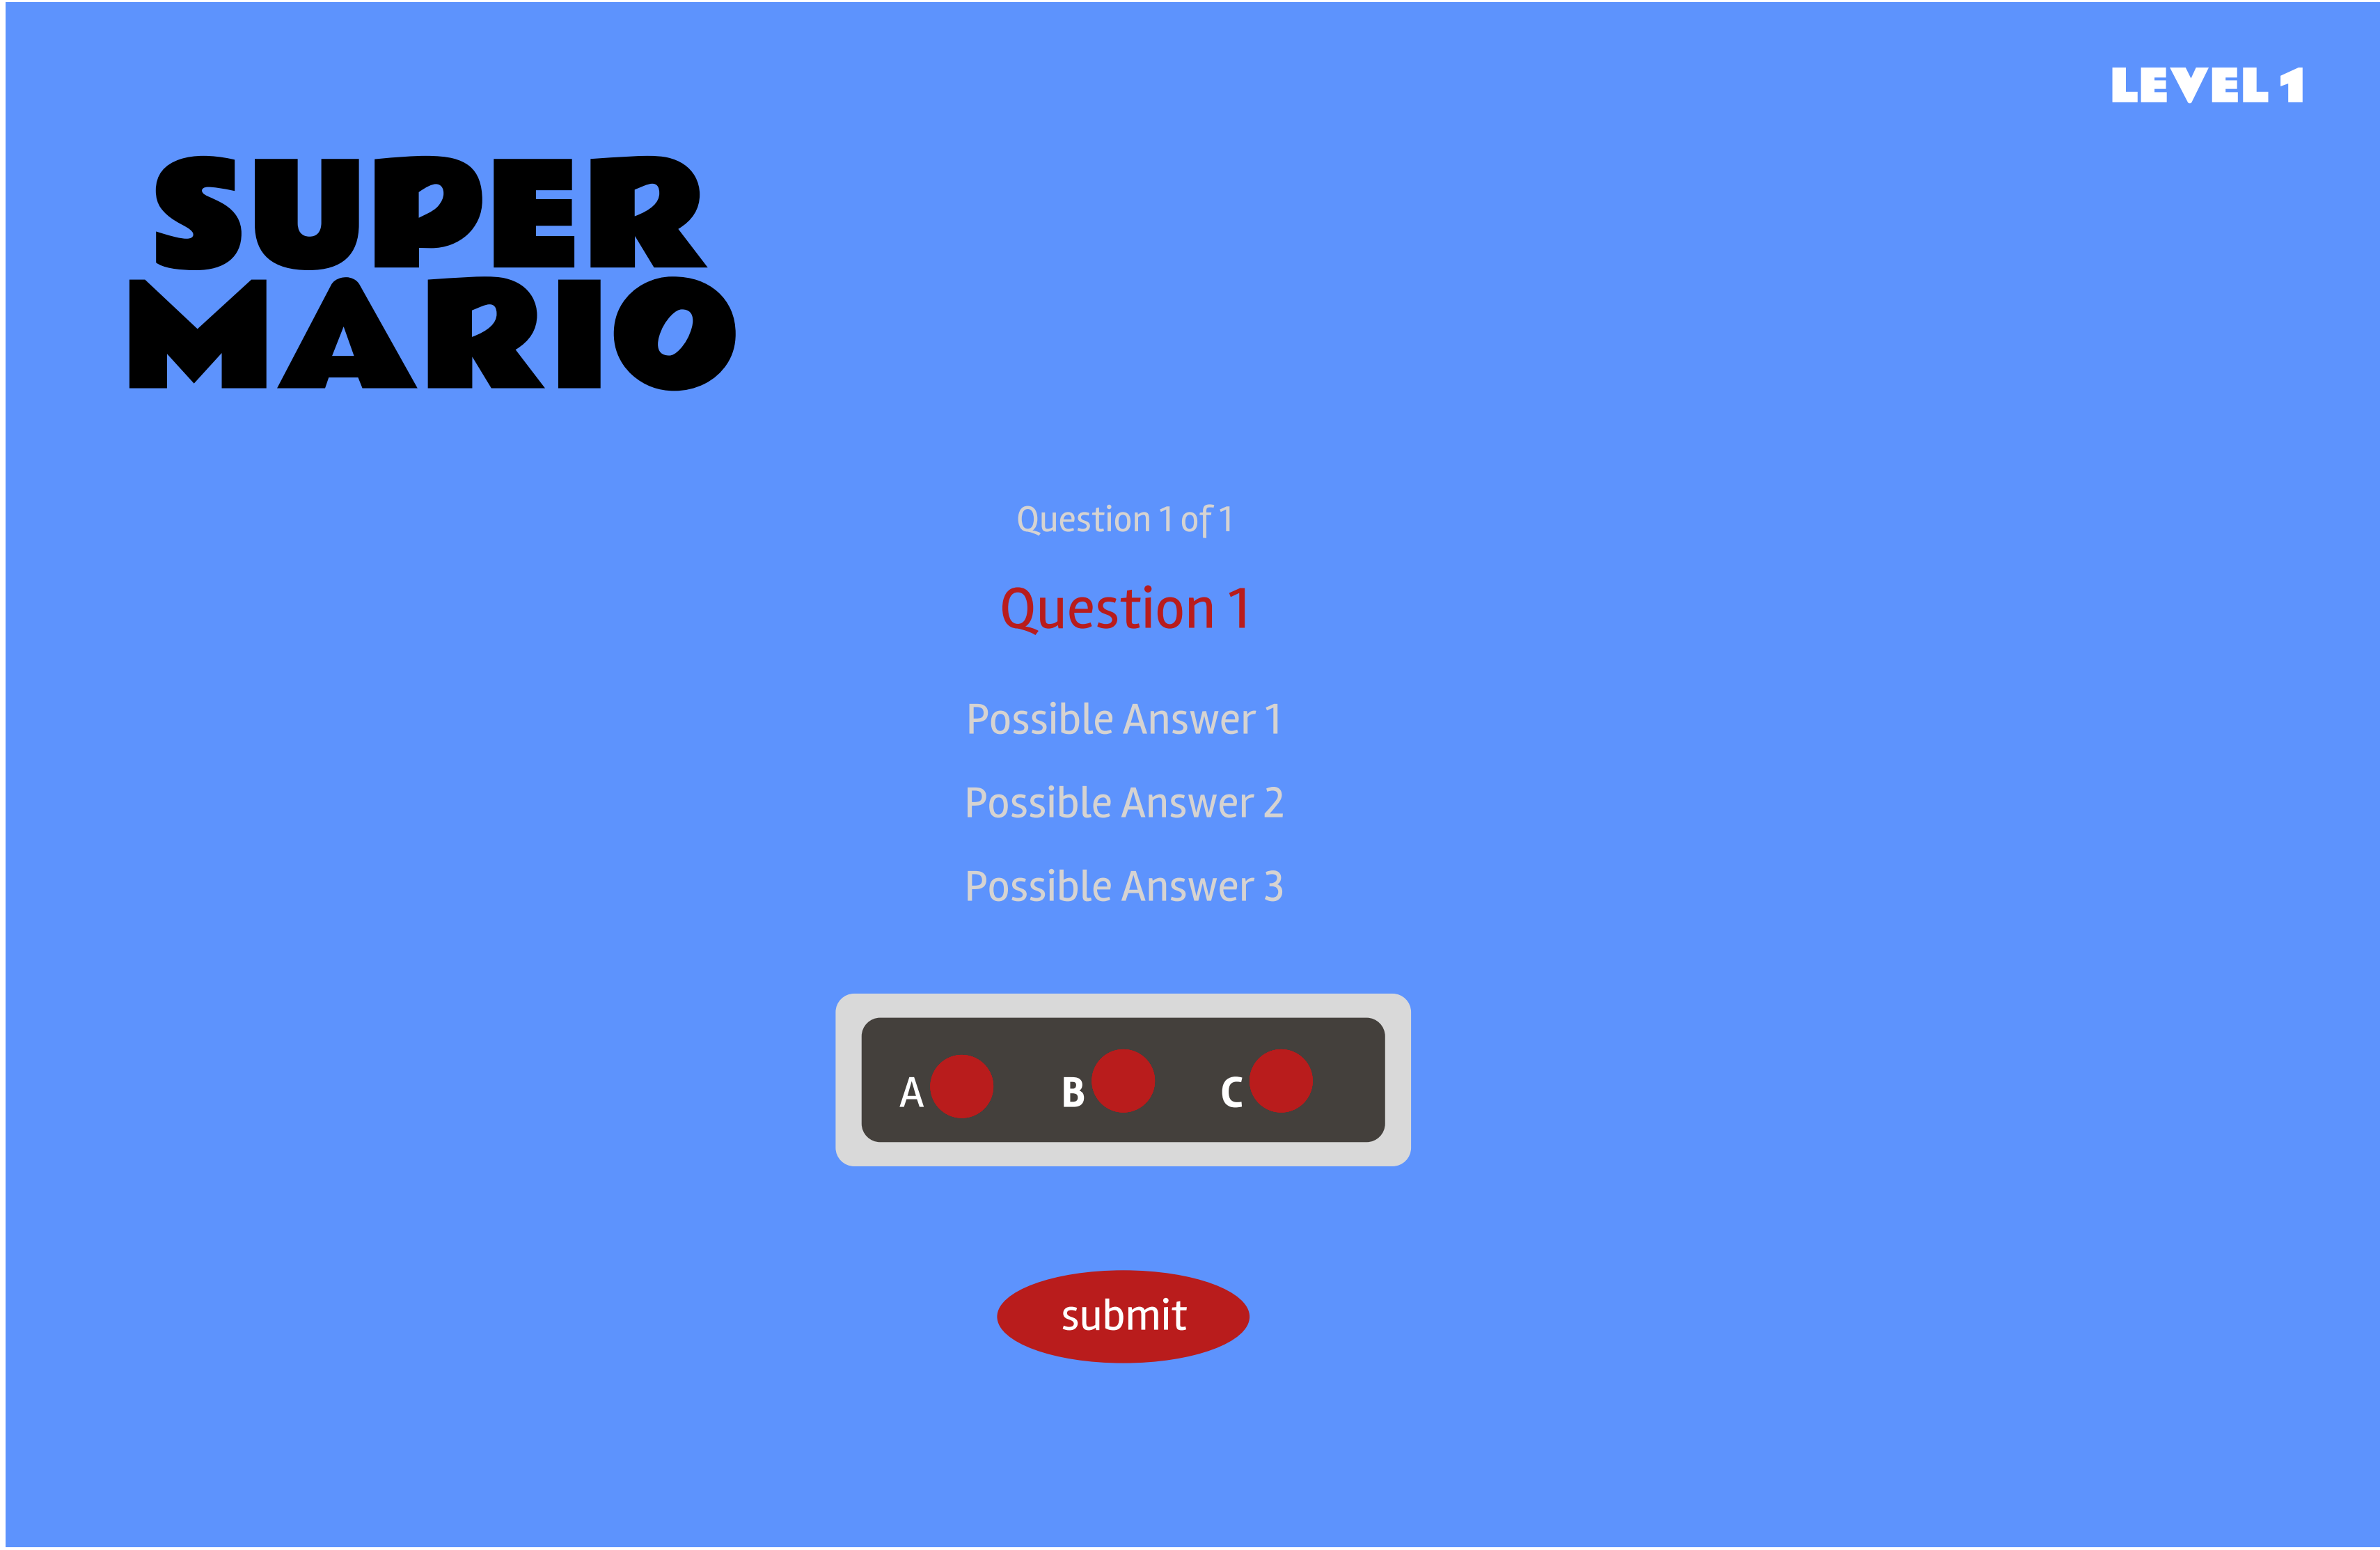 LEVEL 1
SUPER
MARIO
Question 1 of 1
Question 1
Possible Answer 1
Possible Answer 2
Possible Answer 3
A B C
submit